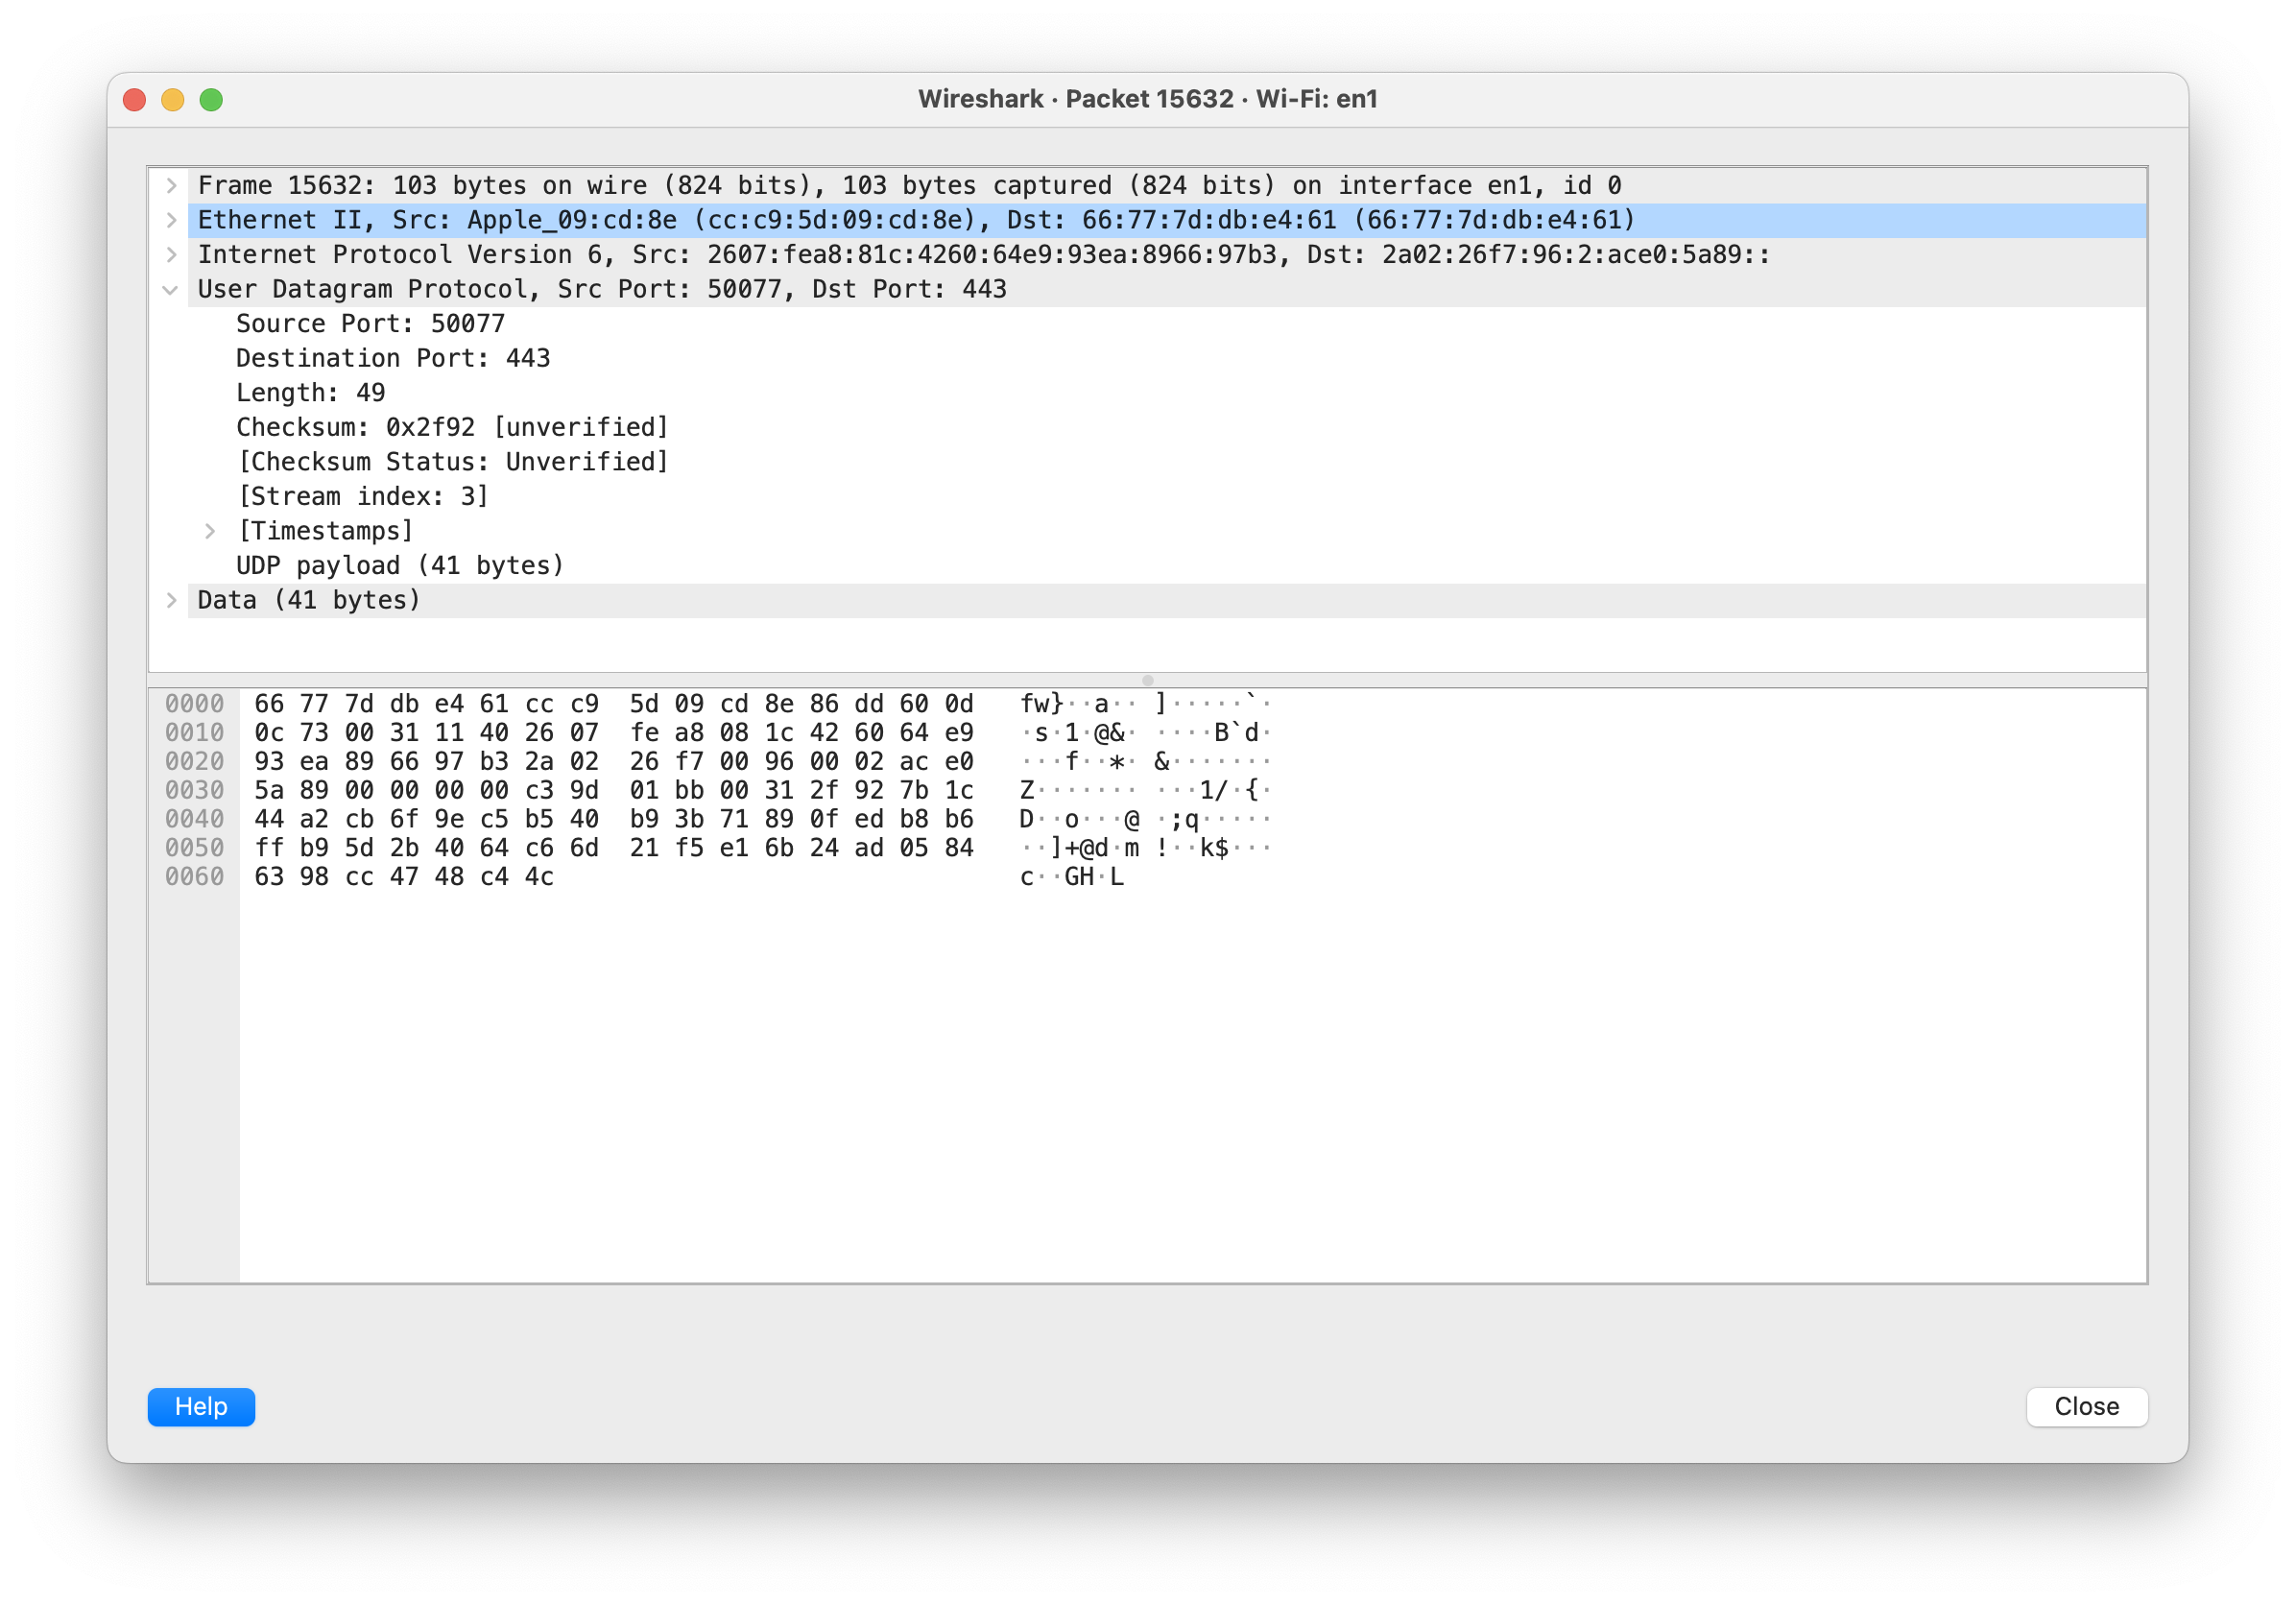 Wireshark · Packet 15632 · Wi-Fi: en1
Frame 15632: 103 bytes on wire (824 bits), 103 bytes captured (824 bits) on interface en1, id 0
Ethernet II, Src: Apple_09:cd:8e (cc:c9:5d:09:cd:8e), Dst: 66:77:7d:db:e4:61 (66:77:7d:db:e4:61)
Internet Protocol Version 6, Src: 2607:fea8:81c:4260:64e9:93ea:8966:97b3, Dst: 2a02:26f7:96:2:ace0:5a89::
User Datagram Protocol, Src Port: 50077, Dst Port: 443
Source Port: 50077
Destination Port: 443
Length: 49
Checksum: 0x2f92 [unverified]
[Checksum Status: Unverified]
[Stream index: 3]
[Timestamps]
UDP payload (41 bytes)
Data (41 bytes)
0000 66 77 7d db e4 61 cc c9 5d 09 cd 8e 86 dd 60 0d fw}··a·· ]·····`·
0010 0c 73 00 31 11 40 26 07 fe a8 08 1c 42 60 64 e9 ·s·1·@&· ····B`d·
0020 93 ea 89 66 97 b3 2a 02 26 f7 00 96 00 02 ac e0 ···f··*· &·······
0030 5a 89 00 00 00 00 c3 9d 01 bb 00 31 2f 92 7b 1c Z······· ···1/·{·
0040 44 a2 cb 6f 9e c5 b5 40 b9 3b 71 89 0f ed b8 b6 D··o···@ ·;q·····
0050 ff b9 5d 2b 40 64 c6 6d 21 f5 e1 6b 24 ad 05 84 ··]+@d·m !··k$···
0060 63 98 cc 47 48 c4 4c c··GH·L
Help
Close